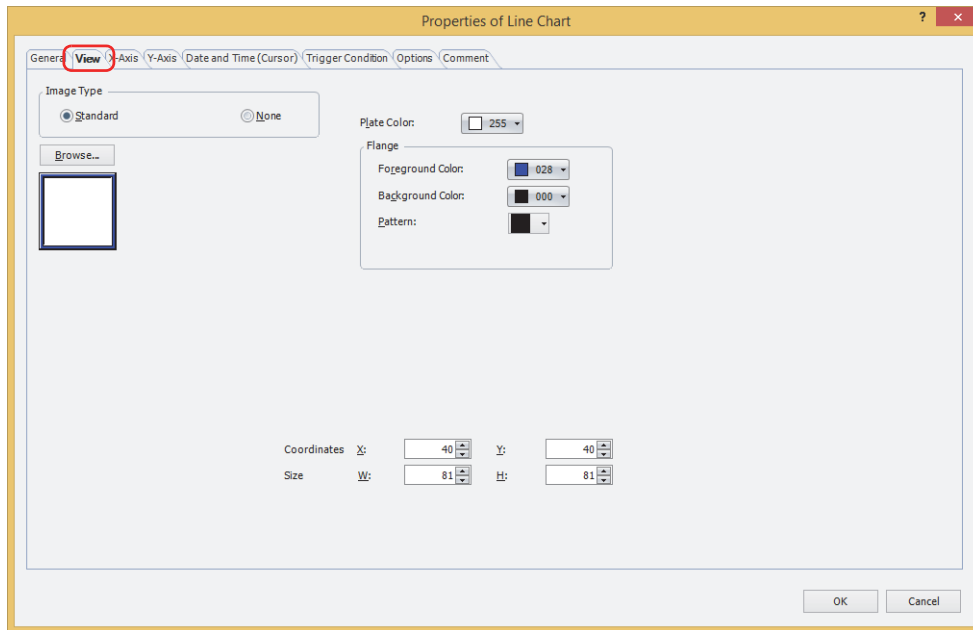 Properties of Line Chart
?
General View X-Axis Y-Axis Date and Time (Cursor) Trigger Condition Options Comment
Image Type
Standard None
Browse...
Plate Color: 255
Flange
Foreground Color: 028
Background Color: 000
Pattern:
Coordinates X: 40 Y: 40
Size W: 81 H: 81
OK Cancel